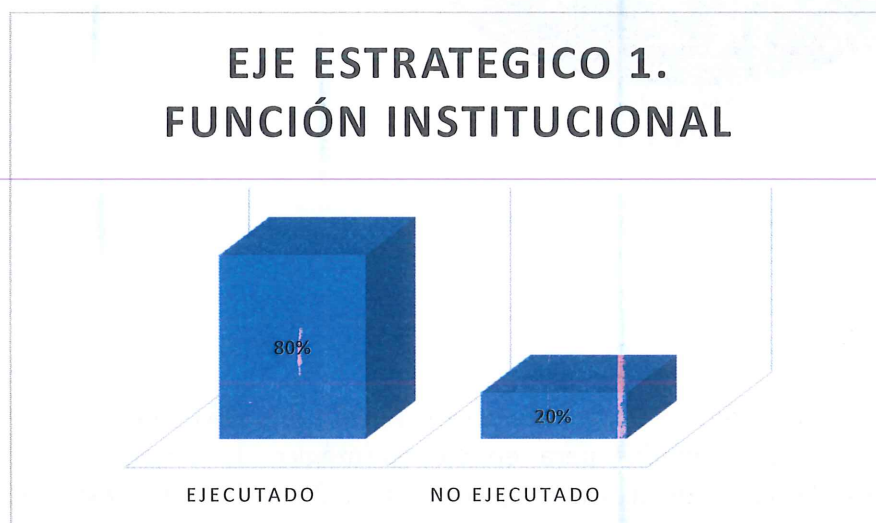 EJE ESTRATEGICO 1.
FUNCIÓN INSTITUCIONAL
80%
20%
EJECUTADO
NO EJECUTADO